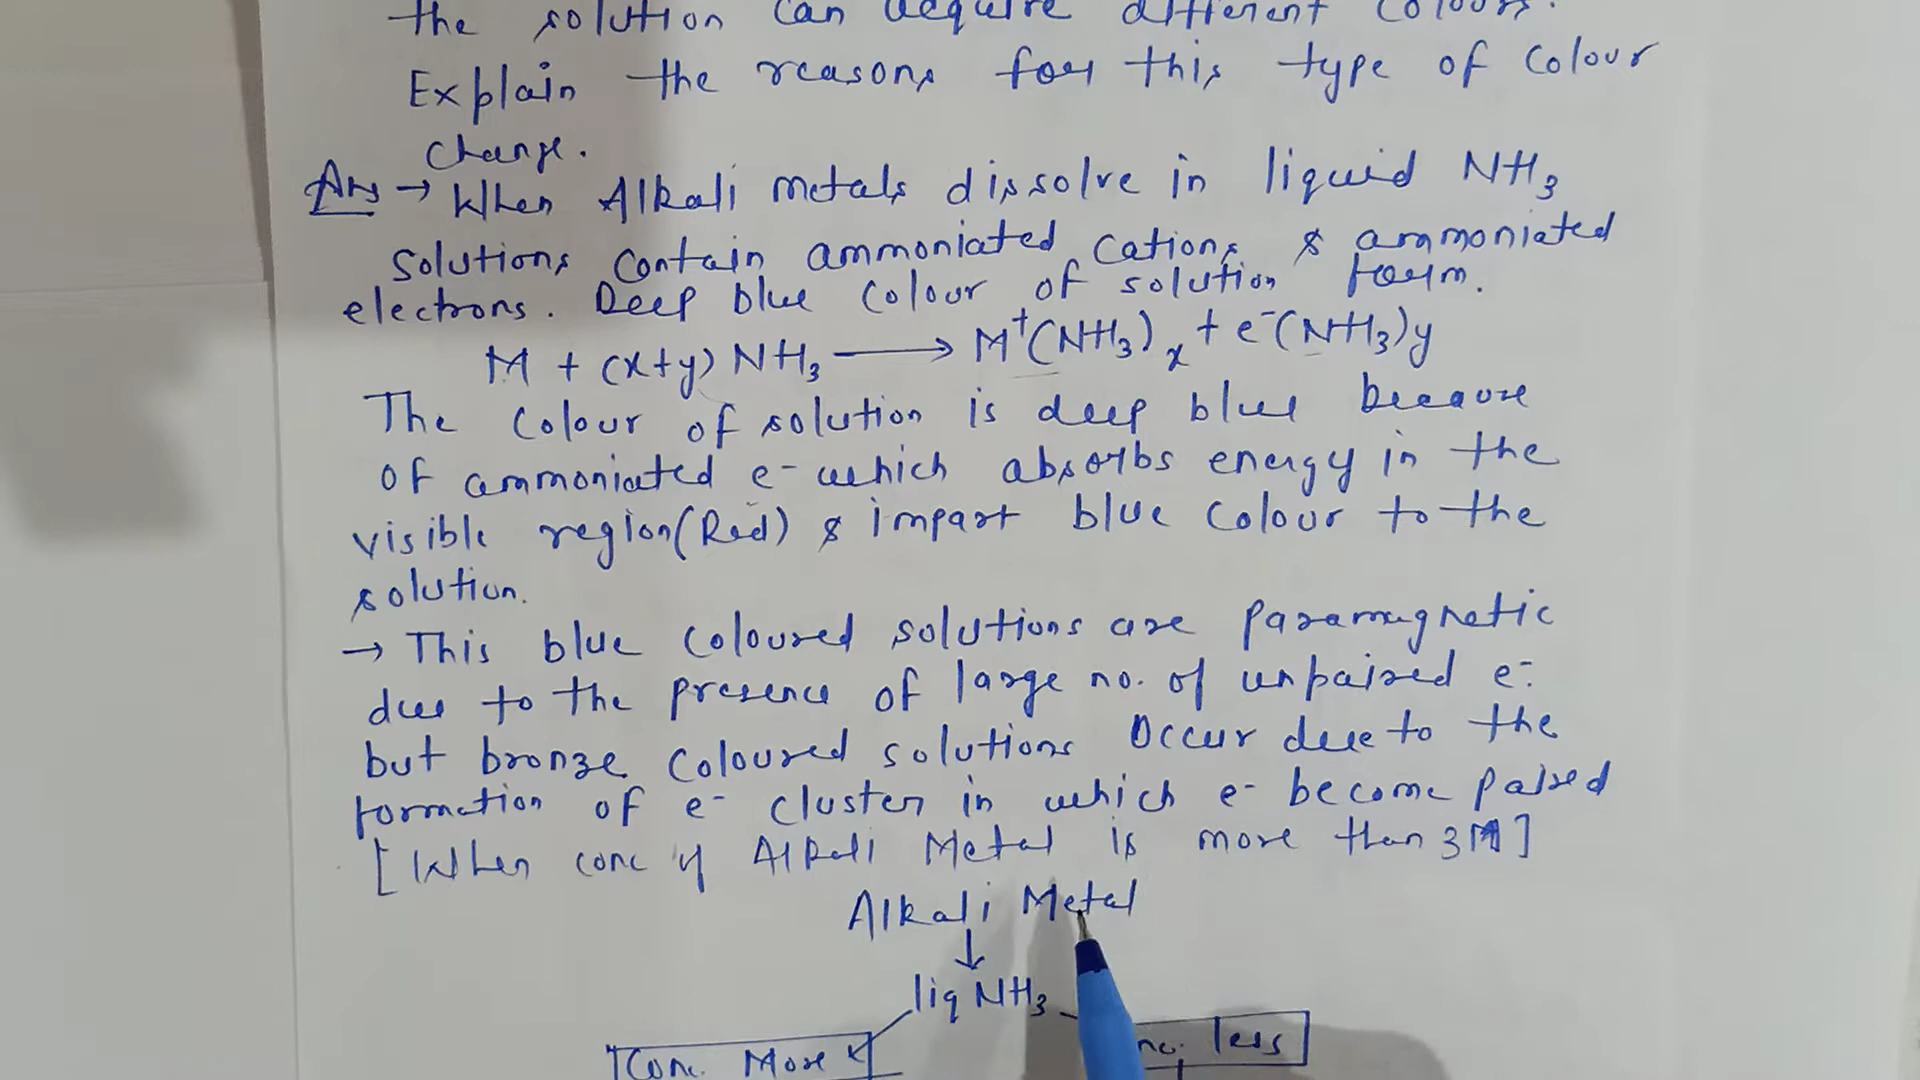 the solution can acquire different colours.
Explain the reasons for this type of colour
change.
Ans → When Alkali metals dissolve in liquid NH3
solutions contain ammoniated cations & ammoniated
electrons. Deep blue colour of solution form.
M + (x+y) NH3 → M+(NH3)x + e-(NH3)y
The colour of solution is deep blue because
of ammoniated e- which absorbs energy in the
visible region(Red) & impart blue colour to the
solution.
→ This blue coloured solutions are paramagnetic
due to the presence of large no. of unpaired e-
but bronze coloured solutions occur due to the
formation of e- cluster in which e- become paired
[When conc of Alkali Metal is more than 3M]
Alkali Metal
↓
liq NH3
Conc. More
less